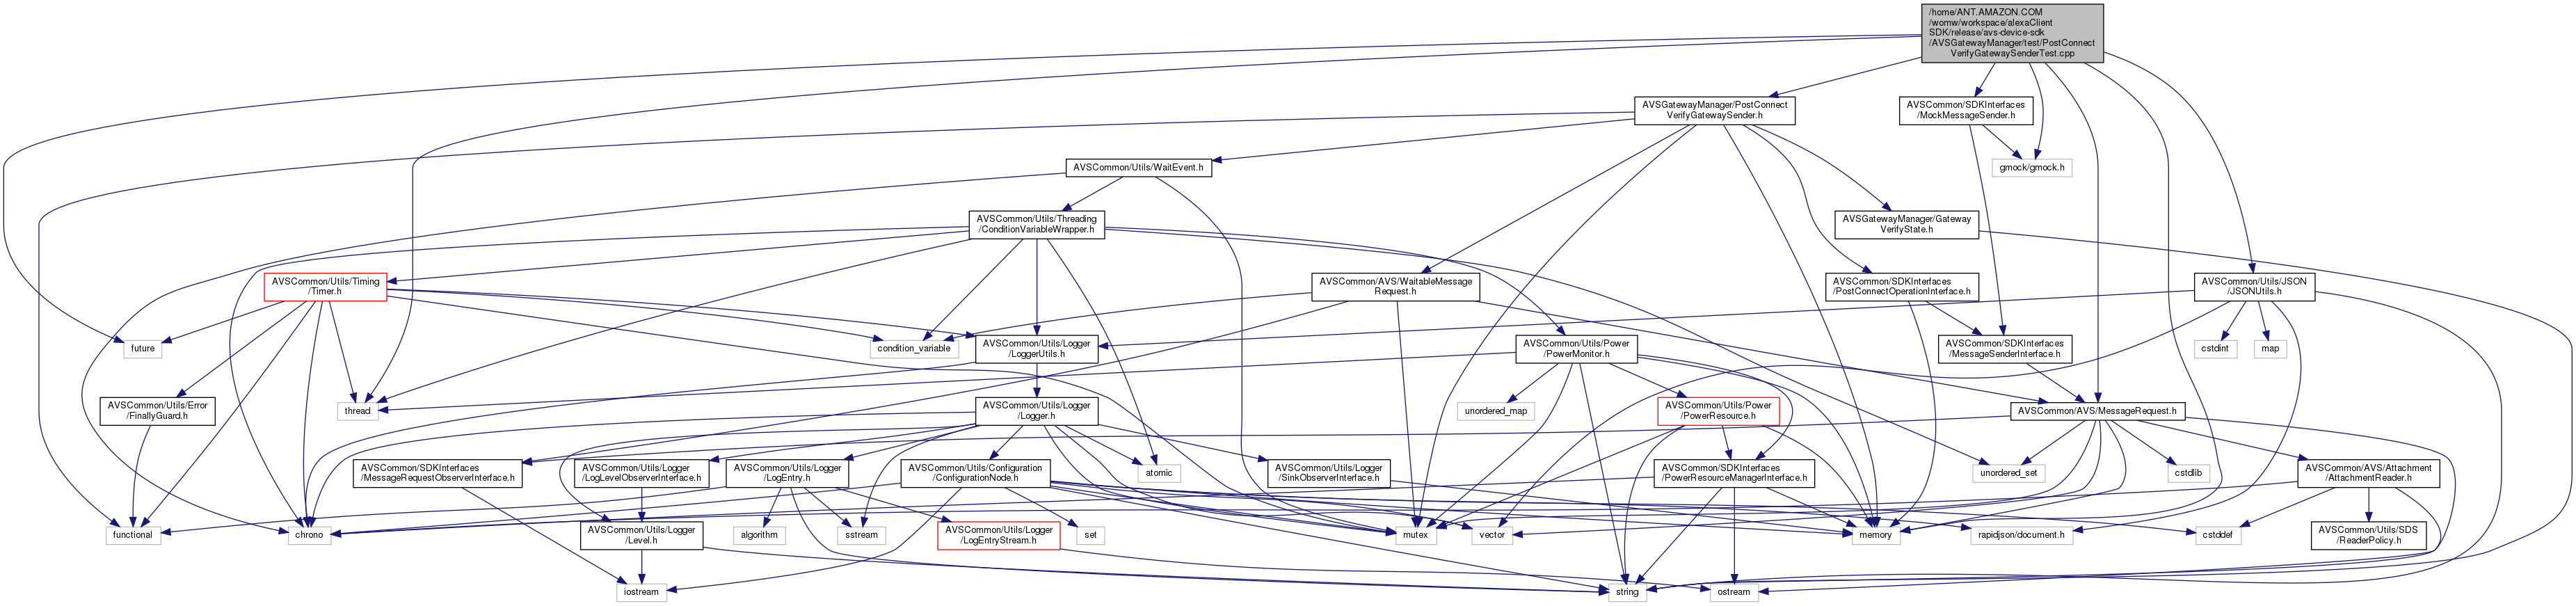 /home/ANT.AMAZON.COM
/womw/workspace/alexaClient
SDK/release/avs-device-sdk
/AVSGatewayManager/test/PostConnect
VerifyGatewaySenderTest.cpp
AVSGatewayManager/PostConnect
VerifyGatewaySender.h
AVSCommon/SDKInterfaces
/MockMessageSender.h
AVSCommon/Utils/WaitEvent.h
gmock/gmock.h
AVSCommon/Utils/Threading
/ConditionVariableWrapper.h
AVSGatewayManager/Gateway
VerifyState.h
AVSCommon/Utils/Timing
/Timer.h
AVSCommon/AVS/WaitableMessage
Request.h
AVSCommon/SDKInterfaces
/PostConnectOperationInterface.h
AVSCommon/Utils/JSON
/JSONUtils.h
future
condition_variable
AVSCommon/Utils/Logger
/LoggerUtils.h
AVSCommon/Utils/Power
/PowerMonitor.h
AVSCommon/SDKInterfaces
/MessageSenderInterface.h
cstdint
map
AVSCommon/Utils/Error
/FinallyGuard.h
thread
AVSCommon/Utils/Logger
/Logger.h
unordered_map
AVSCommon/Utils/Power
/PowerResource.h
AVSCommon/AVS/MessageRequest.h
AVSCommon/SDKInterfaces
/MessageRequestObserverInterface.h
AVSCommon/Utils/Logger
/LogLevelObserverInterface.h
AVSCommon/Utils/Logger
/LogEntry.h
AVSCommon/Utils/Configuration
/ConfigurationNode.h
atomic
AVSCommon/Utils/Logger
/SinkObserverInterface.h
AVSCommon/SDKInterfaces
/PowerResourceManagerInterface.h
unordered_set
cstdlib
AVSCommon/AVS/Attachment
/AttachmentReader.h
functional
chrono
AVSCommon/Utils/Logger
/Level.h
algorithm
sstream
AVSCommon/Utils/Logger
/LogEntryStream.h
set
mutex
vector
memory
rapidjson/document.h
cstddef
AVSCommon/Utils/SDS
/ReaderPolicy.h
iostream
string
ostream